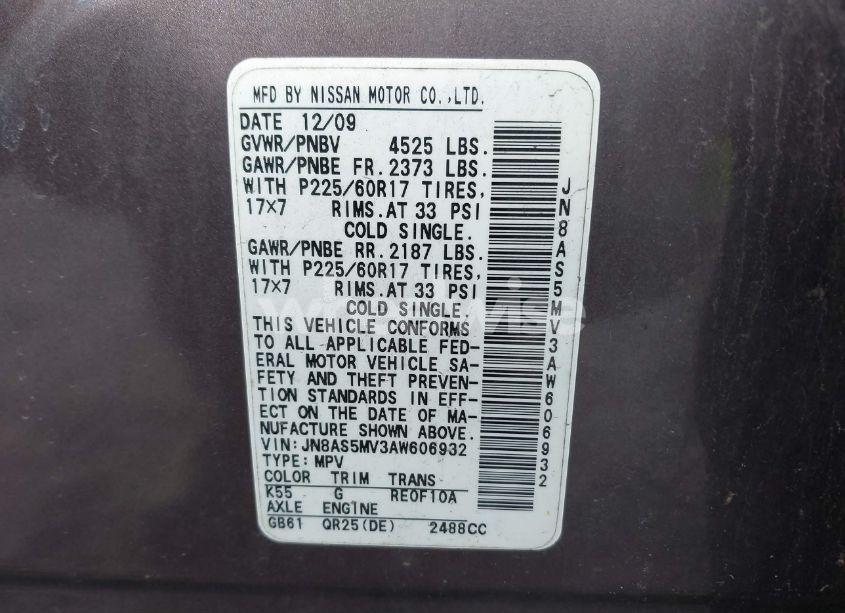 MFD BY NISSAN MOTOR CO.,LTD.
DATE 12/09
GVWR/PNBV 4525 LBS.
GAWR/PNBE FR.2373 LBS.
WITH P225/60R17 TIRES,
17×7 RIMS.AT 33 PSI
COLD SINGLE.
GAWR/PNBE RR.2187 LBS.
WITH P225/60R17 TIRES,
17×7 RIMS.AT 33 PSI
COLD SINGLE.
THIS VEHICLE CONFORMS
TO ALL APPLICABLE FED-
ERAL MOTOR VEHICLE SA-
FETY AND THEFT PREVEN-
TION STANDARDS IN EFF-
ECT ON THE DATE OF MA-
NUFACTURE SHOWN ABOVE.
VIN:JN8AS5MV3AW606932
TYPE:MPV
COLOR TRIM TRANS
K55 G RE0F10A
AXLE ENGINE
GB61 QR25(DE) 2488CC
JN8AS5MV3AW606932